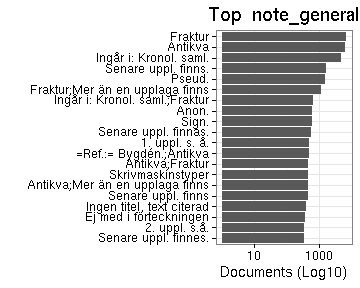 Top note_general
Fraktur
Antikva
Ingår i: Kronol. saml.
Senare uppl. finns.
Pseud.
Fraktur;Mer än en upplaga finns
Ingår i: Kronol. saml.;Fraktur
Anon.
Sign.
Senare uppl. finnas.
1. uppl. s. å.
=Ref.:= Bygdén.;Antikva
Antikva;Fraktur
Skrivmaskinstyper
Antikva;Mer än en upplaga finns
Senare uppl. finns
Ingen titel, text citerad
Ej med i förteckningen
2. uppl. s.å.
Senare uppl. finnes.
10 1000
Documents (Log10)